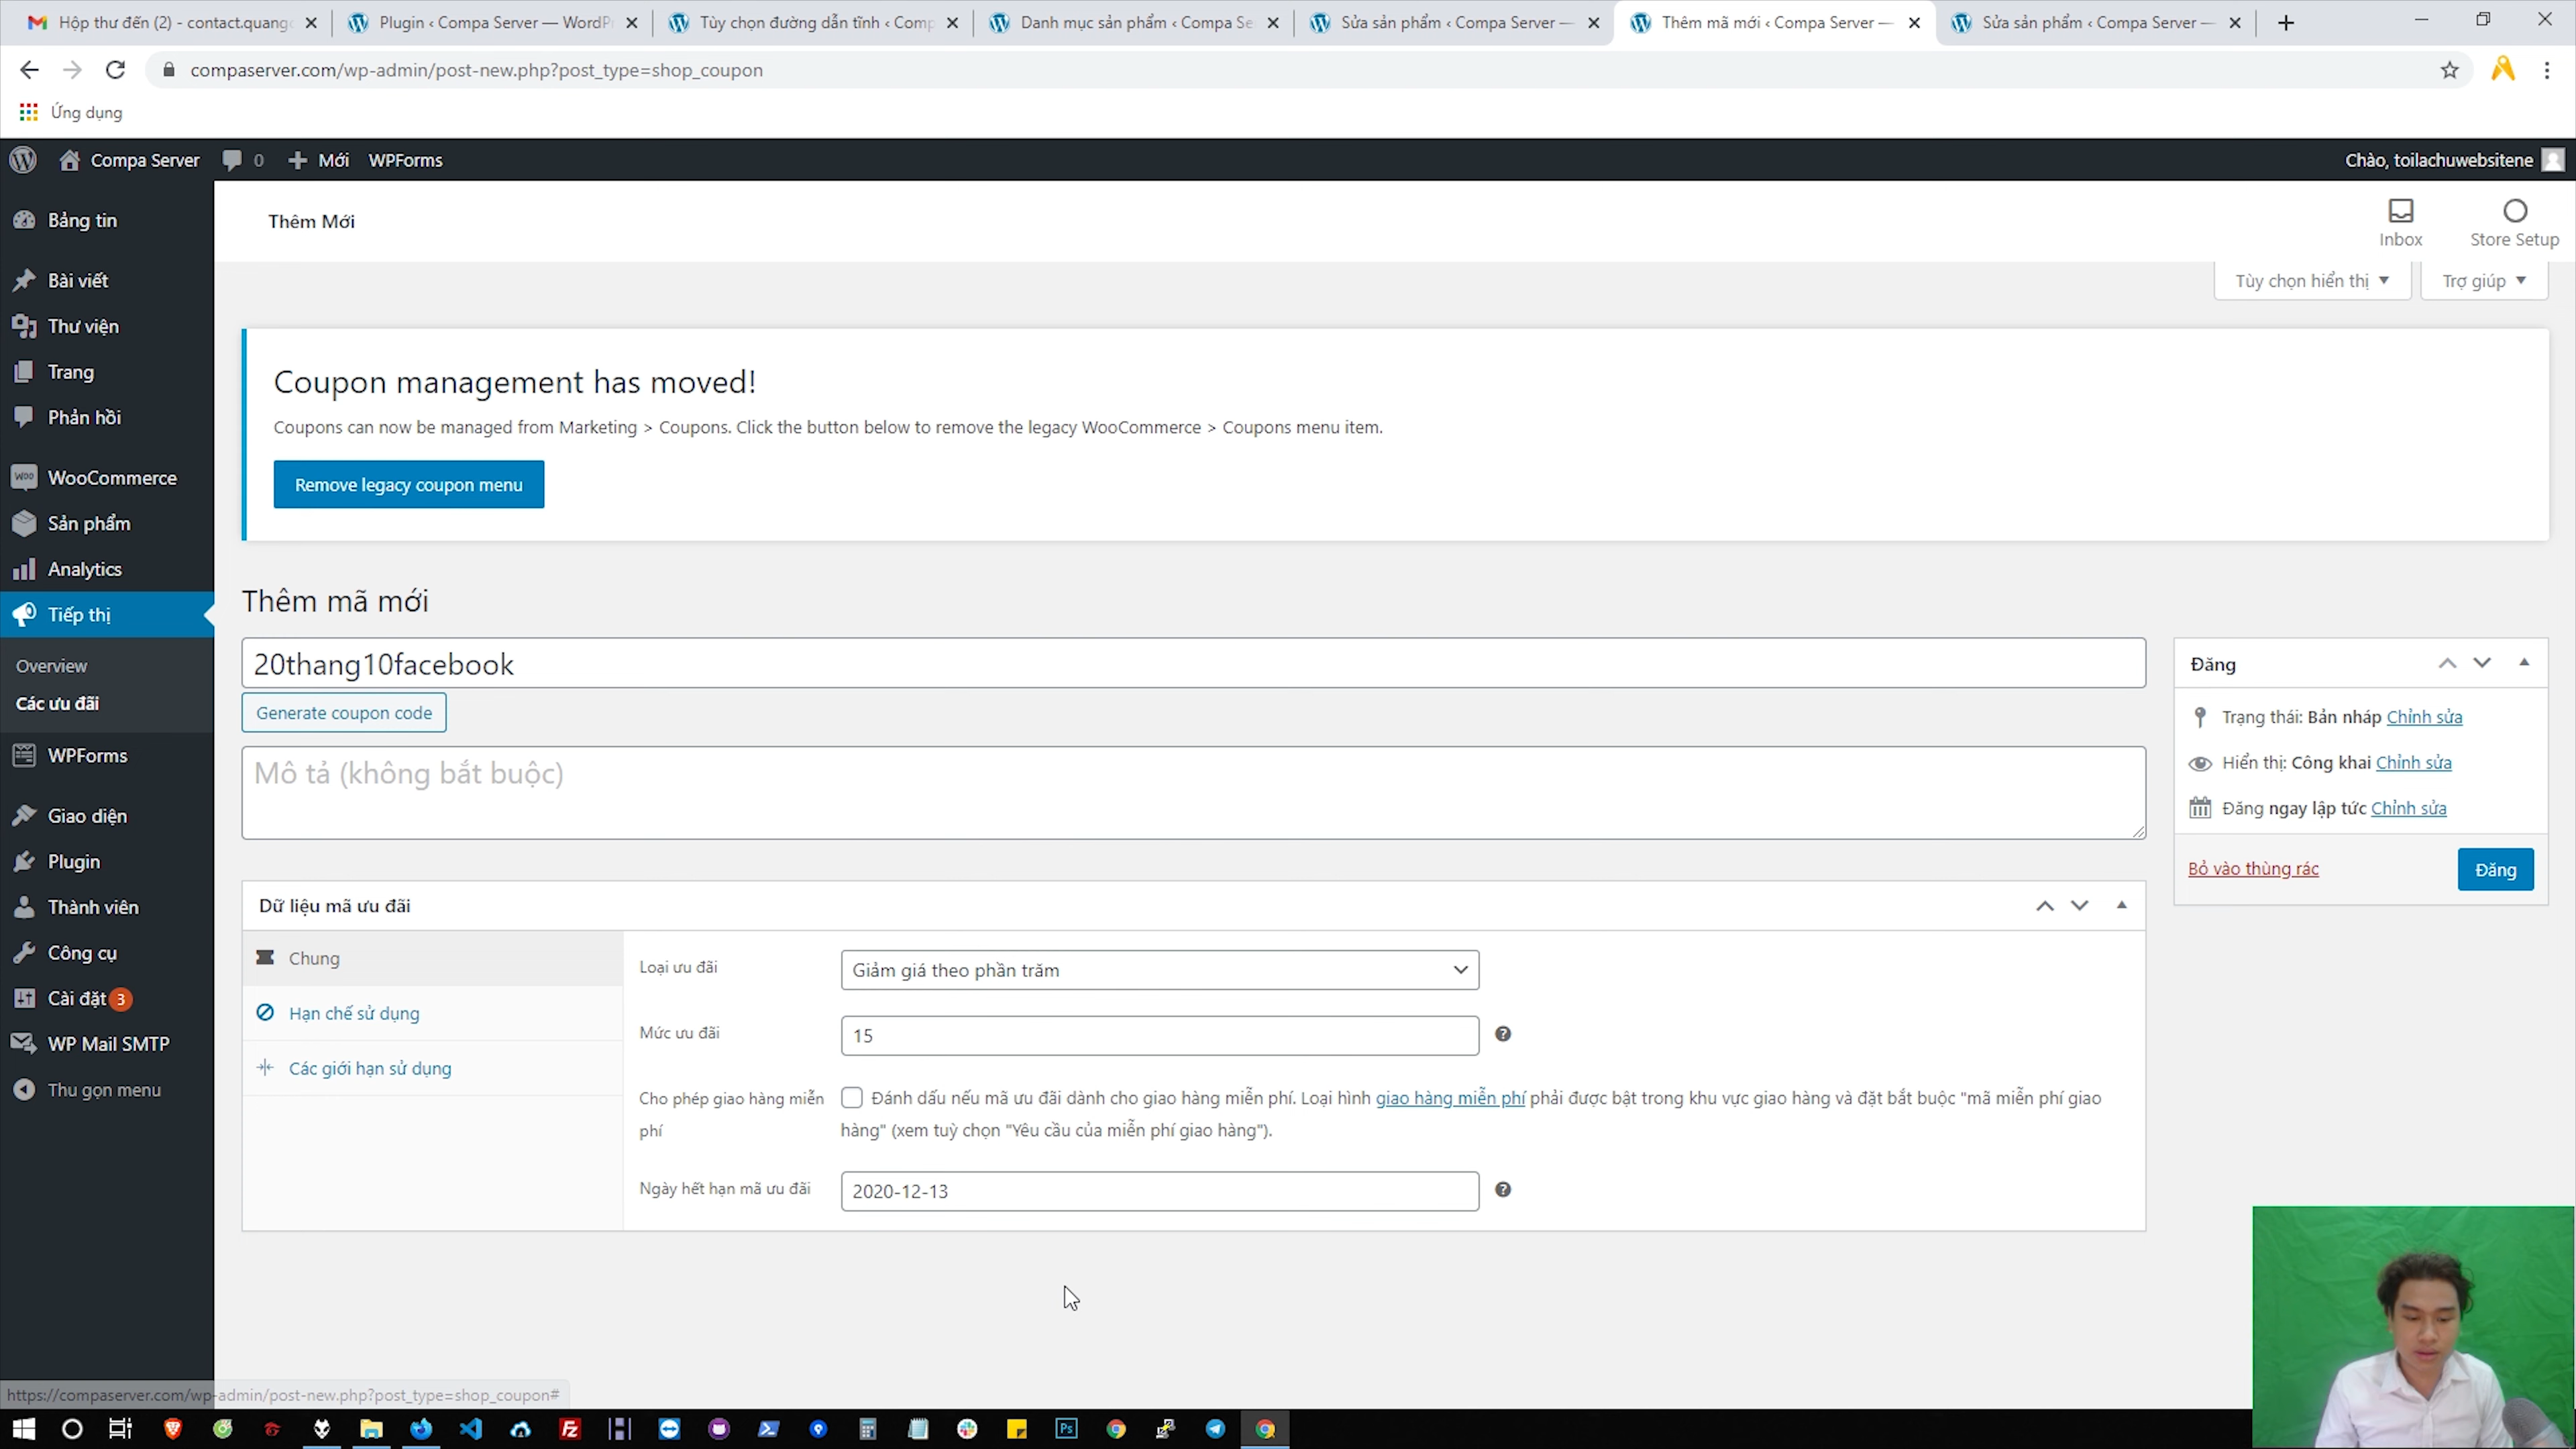 Hộp thư đến (2) - contact.quang
Plugin ‹ Compa Server — WordPr
Tùy chọn đường dẫn tĩnh ‹ Comp
Danh mục sản phẩm ‹ Compa Se
Sửa sản phẩm ‹ Compa Server —
Thêm mã mới ‹ Compa Server —
Sửa sản phẩm ‹ Compa Server —
compaserver.com/wp-admin/post-new.php?post_type=shop_coupon
Ứng dụng
Compa Server
0
Mới
WPForms
Chào, toilachuwebsitene
Bảng tin
Bài viết
Thư viện
Trang
Phản hồi
WooCommerce
Sản phẩm
Analytics
Tiếp thị
Overview
Các ưu đãi
WPForms
Giao diện
Plugin
Thành viên
Công cụ
Cài đặt 3
WP Mail SMTP
Thu gọn menu
Thêm Mới
Inbox
Store Setup
Tùy chọn hiển thị
Trợ giúp
Coupon management has moved!
Coupons can now be managed from Marketing > Coupons. Click the button below to remove the legacy WooCommerce > Coupons menu item.
Remove legacy coupon menu
Thêm mã mới
20thang10facebook
Generate coupon code
Mô tả (không bắt buộc)
Đăng
Trạng thái: Bản nháp Chỉnh sửa
Hiển thị: Công khai Chỉnh sửa
Đăng ngay lập tức Chỉnh sửa
Bỏ vào thùng rác
Đăng
Dữ liệu mã ưu đãi
Chung
Hạn chế sử dụng
Các giới hạn sử dụng
Loại ưu đãi
Giảm giá theo phần trăm
Mức ưu đãi
15
Cho phép giao hàng miễn
phí
Đánh dấu nếu mã ưu đãi dành cho giao hàng miễn phí. Loại hình giao hàng miễn phí phải được bật trong khu vực giao hàng và đặt bắt buộc "mã miễn phí giao
hàng" (xem tuỳ chọn "Yêu cầu của miễn phí giao hàng").
Ngày hết hạn mã ưu đãi
2020-12-13
https://compaserver.com/wp-admin/post-new.php?post_type=shop_coupon#